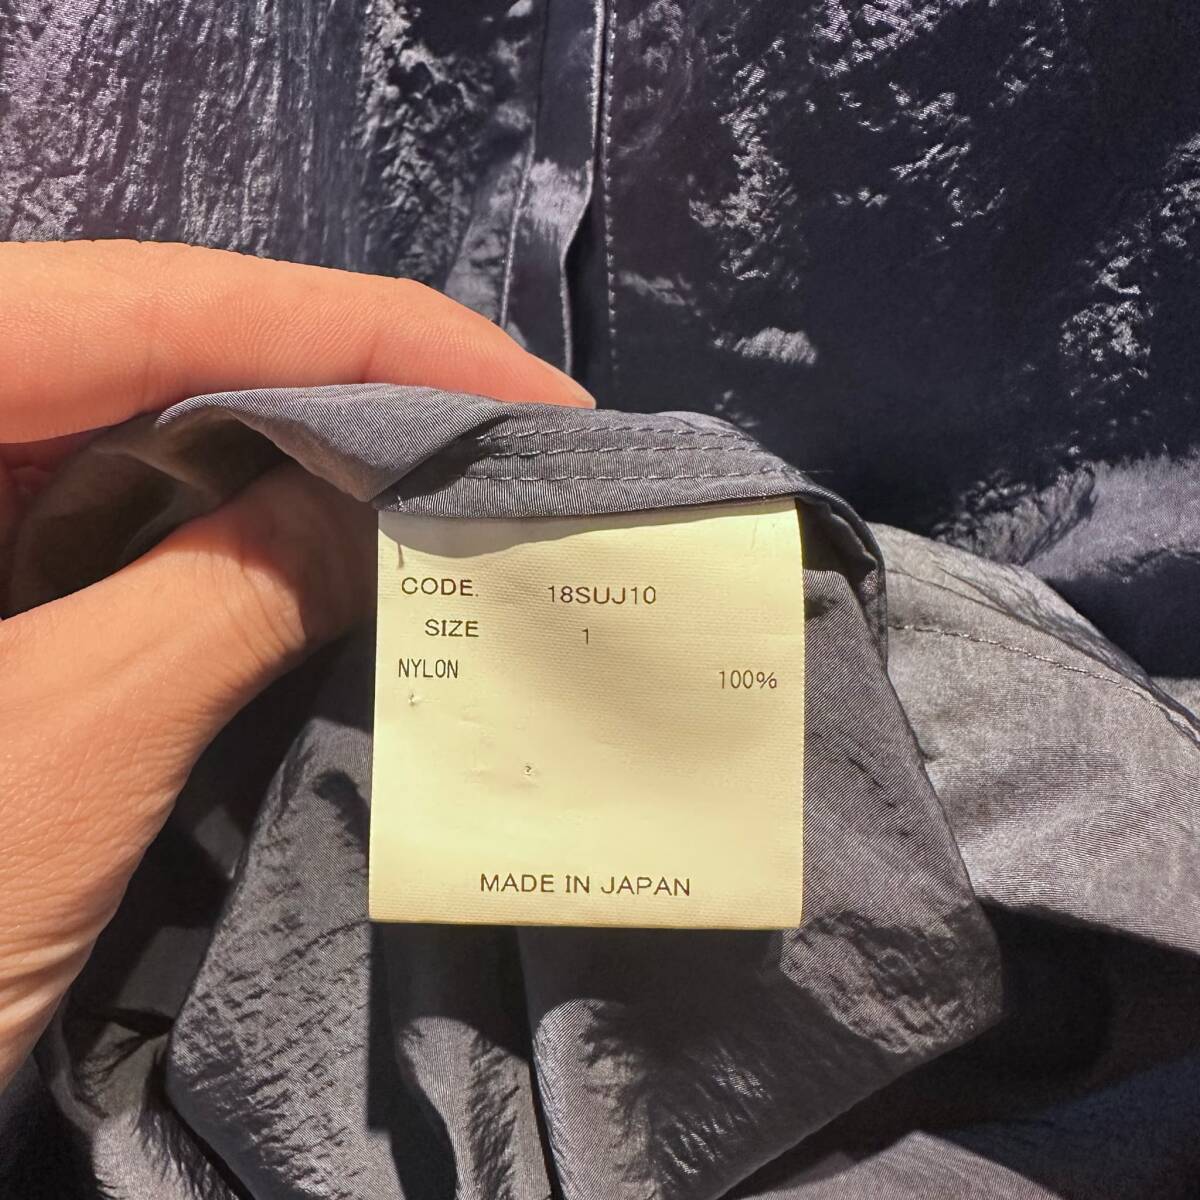 CODE. 18SUJ10
SIZE 1
NYLON 100%
MADE IN JAPAN